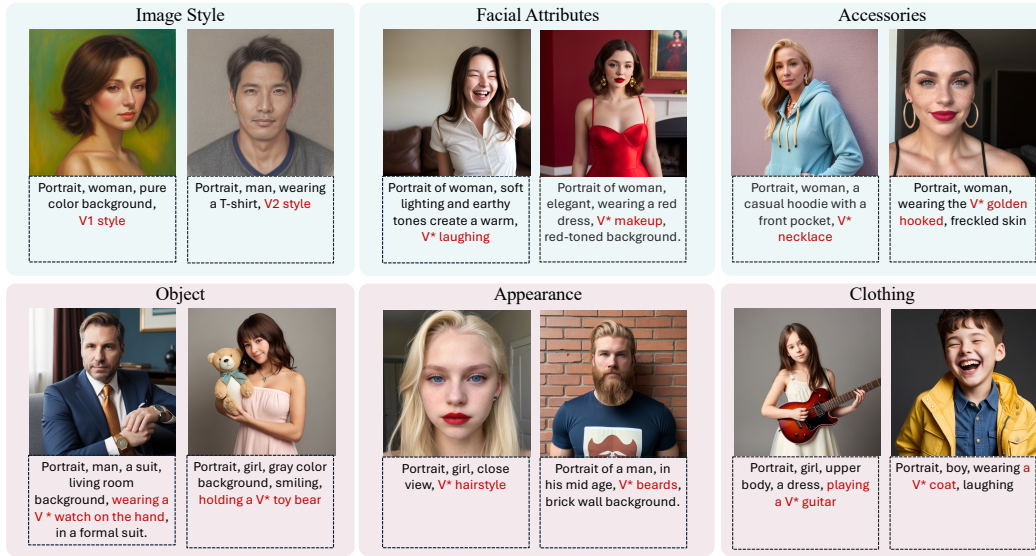 Image Style
Portrait, woman, pure
color background,
V1 style
Portrait, man, wearing
a T-shirt, V2 style
Facial Attributes
Portrait of woman, soft
lighting and earthy
tones create a warm,
V* laughing
Portrait of woman,
elegant, wearing a red
dress, V* makeup,
red-toned background.
Accessories
Portrait, woman, a
casual hoodie with a
front pocket, V*
necklace
Portrait, woman,
wearing the V* golden
hooked, freckled skin
Object
Portrait, man, a suit,
living room
background, wearing a
V * watch on the hand,
in a formal suit.
Portrait, girl, gray color
background, smiling,
holding a V* toy bear
Appearance
Portrait, girl, close
view, V* hairstyle
Portrait of a man, in
his mid age, V* beards,
brick wall background.
Clothing
Portrait, girl, upper
body, a dress, playing
a V* guitar
Portrait, boy, wearing a
V* coat, laughing